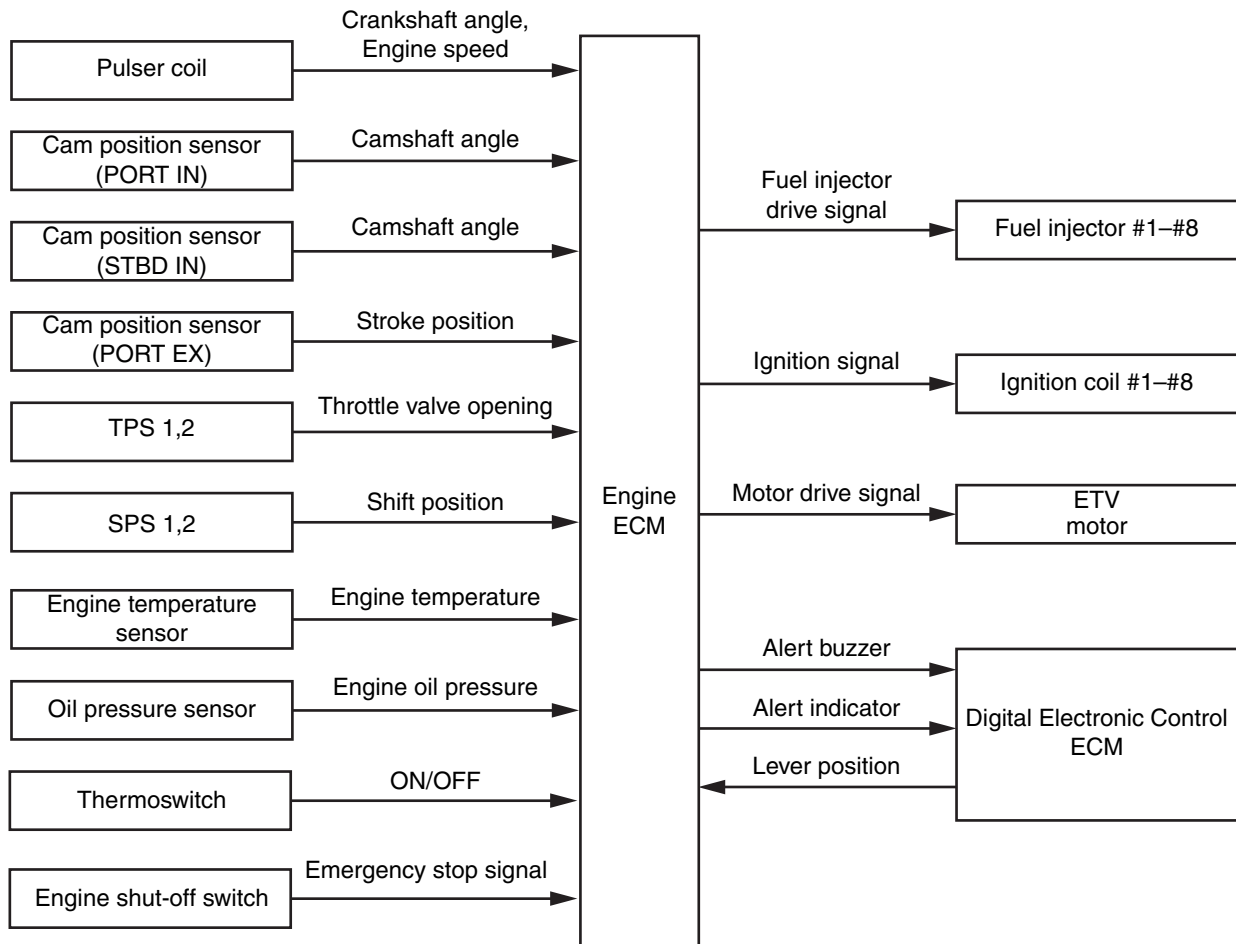 Crankshaft angle,
Engine speed
Pulser coil
Cam position sensor
(PORT IN)
Camshaft angle
Cam position sensor
(STBD IN)
Camshaft angle
Cam position sensor
(PORT EX)
Stroke position
TPS 1,2
Throttle valve opening
SPS 1,2
Shift position
Engine temperature
sensor
Engine temperature
Oil pressure sensor
Engine oil pressure
Thermoswitch
ON/OFF
Engine shut-off switch
Emergency stop signal
Engine
ECM
Fuel injector
drive signal
Fuel injector #1–#8
Ignition signal
Ignition coil #1–#8
Motor drive signal
ETV
motor
Alert buzzer
Alert indicator
Lever position
Digital Electronic Control
ECM